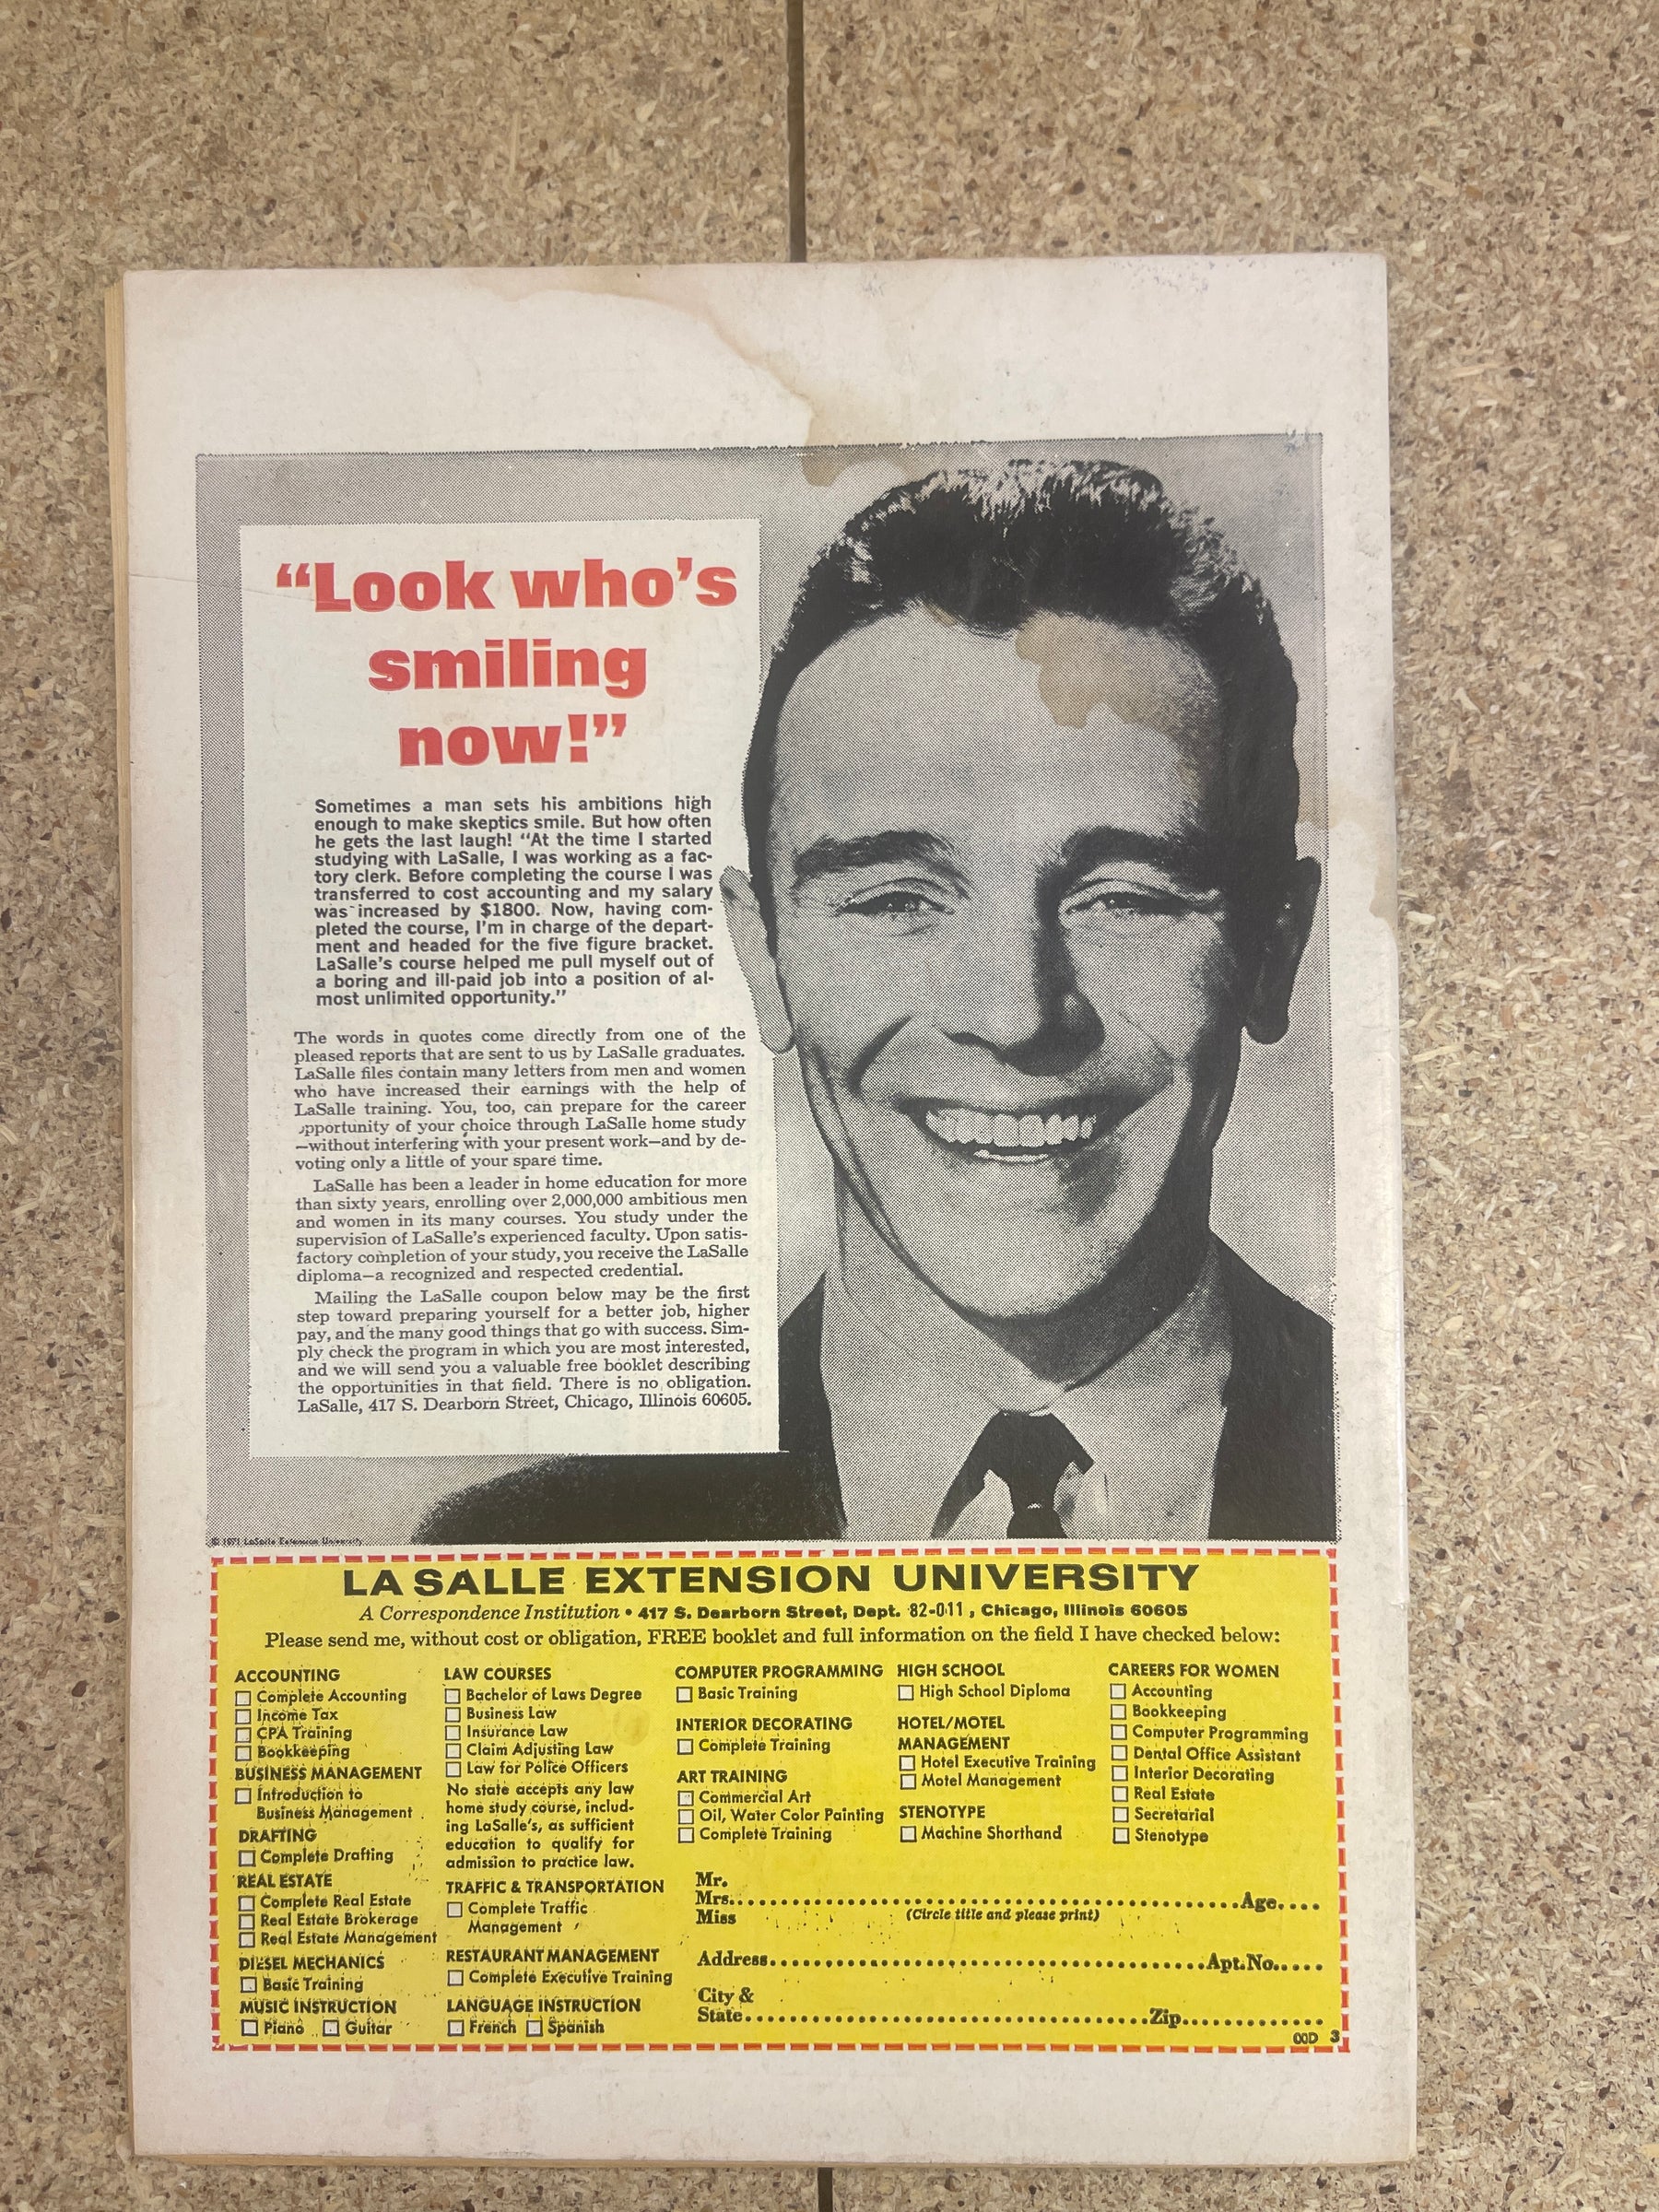 “Look who’s
smiling
now!”
Sometimes a man sets his ambitions high
enough to make skeptics smile. But how often
he gets the last laugh! “At the time I started
studying with LaSalle, I was working as a fac-
tory clerk. Before completing the course I was
transferred to cost accounting and my salary
was increased by $1800. Now, having com-
pleted the course, I’m in charge of the depart-
ment and headed for the five figure bracket.
LaSalle’s course helped me pull myself out of
a boring and ill-paid job into a position of al-
most unlimited opportunity.”
The words in quotes come directly from one of the
pleased reports that are sent to us by LaSalle graduates.
LaSalle files contain many letters from men and women
who have increased their earnings with the help of
LaSalle training. You, too, can prepare for the career
opportunity of your choice through LaSalle home study
—without interfering with your present work—and by de-
voting only a little of your spare time.
LaSalle has been a leader in home education for more
than sixty years, enrolling over 2,000,000 ambitious men
and women in its many courses. You study under the
supervision of LaSalle’s experienced faculty. Upon satis-
factory completion of your study, you receive the LaSalle
diploma—a recognized and respected credential.
Mailing the LaSalle coupon below may be the first
step toward preparing yourself for a better job, higher
pay, and the many good things that go with success. Sim-
ply check the program in which you are most interested,
and we will send you a valuable free booklet describing
the opportunities in that field. There is no obligation.
LaSalle, 417 S. Dearborn Street, Chicago, Illinois 60605.
© 1971 LaSalle Extension University
LA SALLE EXTENSION UNIVERSITY
A Correspondence Institution • 417 S. Dearborn Street, Dept. 82-011, Chicago, Illinois 60605
Please send me, without cost or obligation, FREE booklet and full information on the field I have checked below:
ACCOUNTING
Complete Accounting
Income Tax
CPA Training
Bookkeeping
BUSINESS MANAGEMENT
Introduction to
Business Management
DRAFTING
Complete Drafting
REAL ESTATE
Complete Real Estate
Real Estate Brokerage
Real Estate Management
DIESEL MECHANICS
Basic Training
MUSIC INSTRUCTION
Piano Guitar
LAW COURSES
Bachelor of Laws Degree
Business Law
Insurance Law
Claim Adjusting Law
Law for Police Officers
No state accepts any law
home study course, includ-
ing LaSalle’s, as sufficient
education to qualify for
admission to practice law.
TRAFFIC & TRANSPORTATION
Complete Traffic
Management
RESTAURANT MANAGEMENT
Complete Executive Training
LANGUAGE INSTRUCTION
French Spanish
COMPUTER PROGRAMMING
Basic Training
INTERIOR DECORATING
Complete Training
ART TRAINING
Commercial Art
Oil, Water Color Painting
Complete Training
HIGH SCHOOL
High School Diploma
HOTEL/MOTEL
MANAGEMENT
Hotel Executive Training
Motel Management
STENOTYPE
Machine Shorthand
CAREERS FOR WOMEN
Accounting
Bookkeeping
Computer Programming
Dental Office Assistant
Interior Decorating
Real Estate
Secretarial
Stenotype
Mr.
Mrs. Age
Miss (Circle title and please print)
Address Apt. No.
City &
State Zip
OOD 3